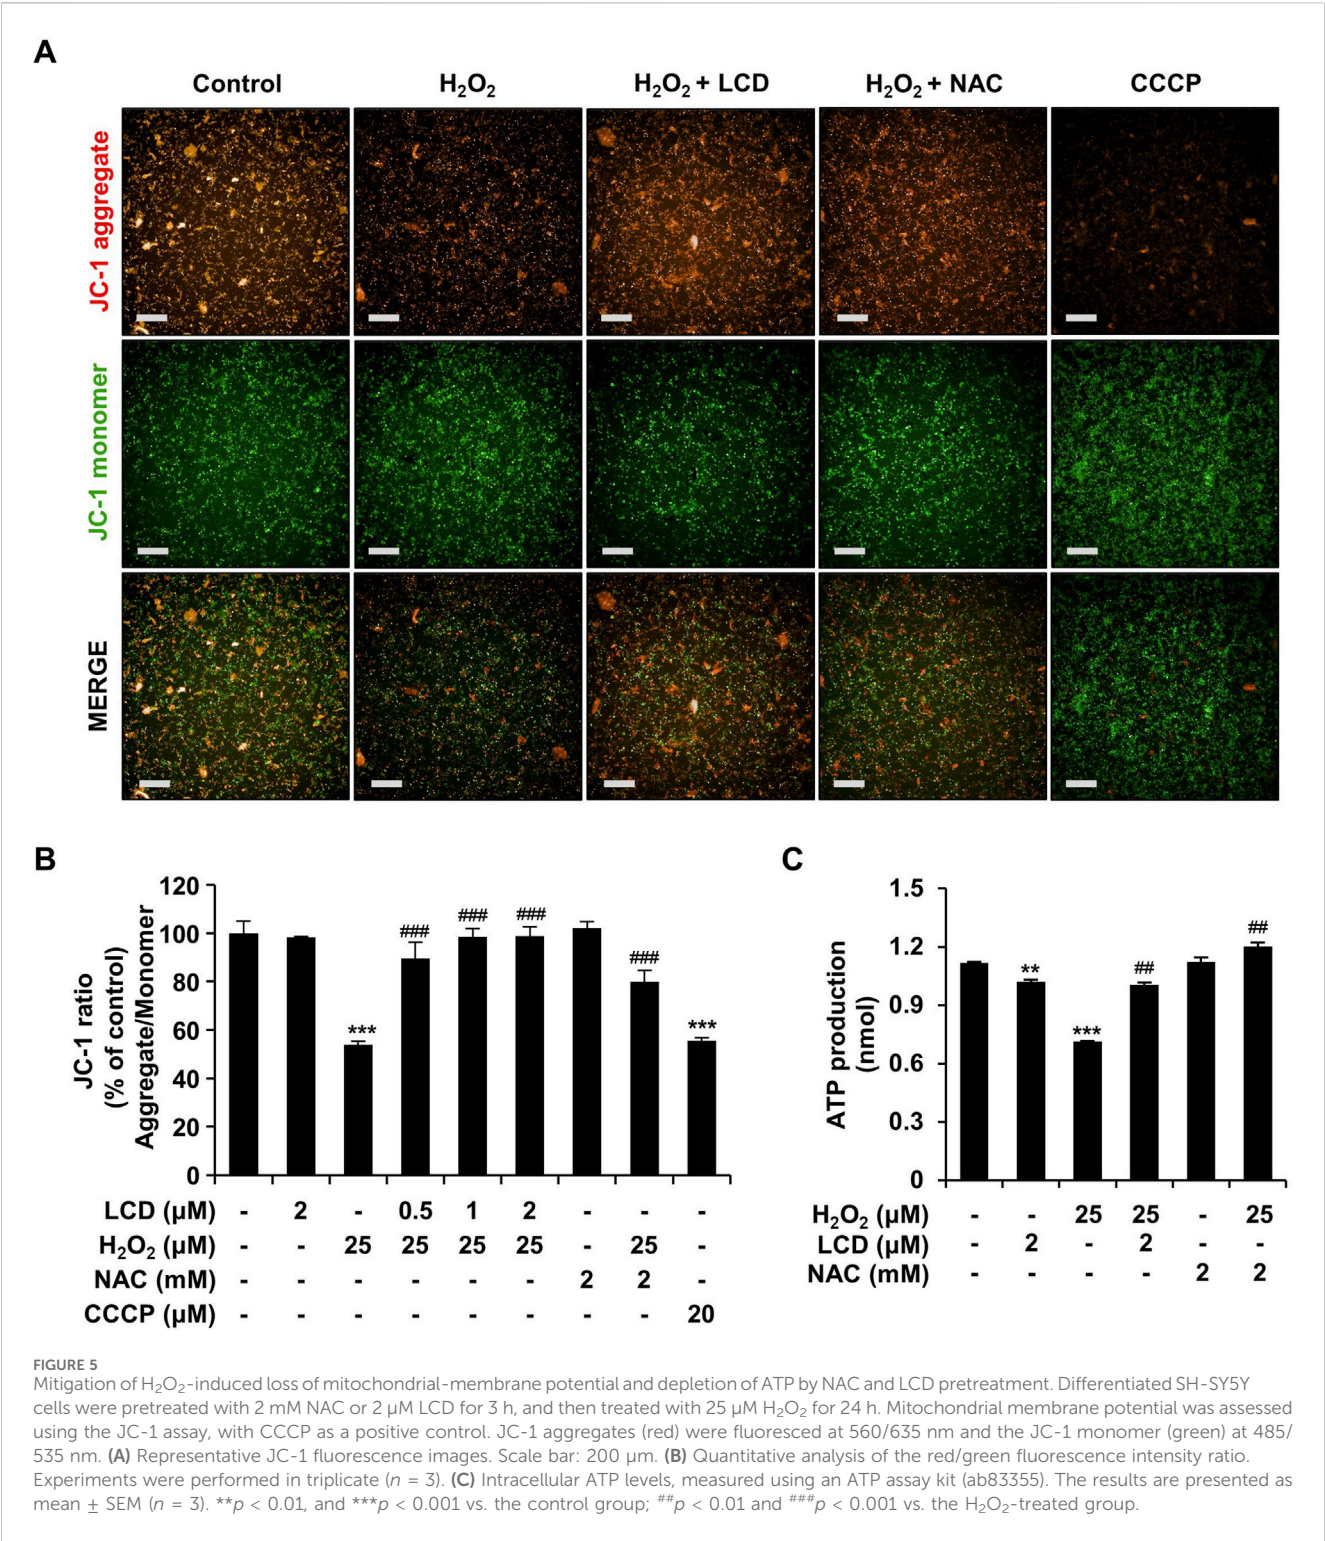 A
Control H₂O₂ H₂O₂ + LCD H₂O₂ + NAC CCCP
JC-1 aggregate
JC-1 monomer
MERGE
B
JC-1 ratio
(% of control)
Aggregate/Monomer
120
100
80
60
40
20
0
*** ### ### ### ### ***
LCD (µM) - 2 - 0.5 1 2 - - -
H₂O₂ (µM) - - 25 25 25 25 - 25 -
NAC (mM) - - - - - - 2 2 -
CCCP (µM) - - - - - - - - 20
C
ATP production
(nmol)
1.5
1.2
0.9
0.6
0.3
0
** *** ## ##
H₂O₂ (µM) - - 25 25 - 25
LCD (µM) - 2 - 2 - -
NAC (mM) - - - - 2 2
FIGURE 5
Mitigation of H₂O₂-induced loss of mitochondrial-membrane potential and depletion of ATP by NAC and LCD pretreatment. Differentiated SH-SY5Y
cells were pretreated with 2 mM NAC or 2 µM LCD for 3 h, and then treated with 25 µM H₂O₂ for 24 h. Mitochondrial membrane potential was assessed
using the JC-1 assay, with CCCP as a positive control. JC-1 aggregates (red) were fluoresced at 560/635 nm and the JC-1 monomer (green) at 485/
535 nm. (A) Representative JC-1 fluorescence images. Scale bar: 200 µm. (B) Quantitative analysis of the red/green fluorescence intensity ratio.
Experiments were performed in triplicate (n = 3). (C) Intracellular ATP levels, measured using an ATP assay kit (ab83355). The results are presented as
mean ± SEM (n = 3). **p < 0.01, and ***p < 0.001 vs. the control group; ##p < 0.01 and ###p < 0.001 vs. the H₂O₂-treated group.